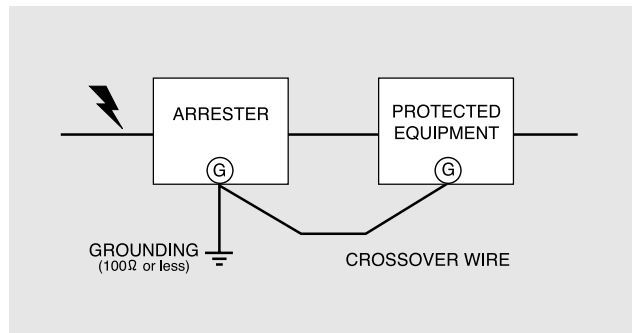 ARRESTER
PROTECTED
EQUIPMENT
G
G
GROUNDING
(100Ω or less)
CROSSOVER WIRE